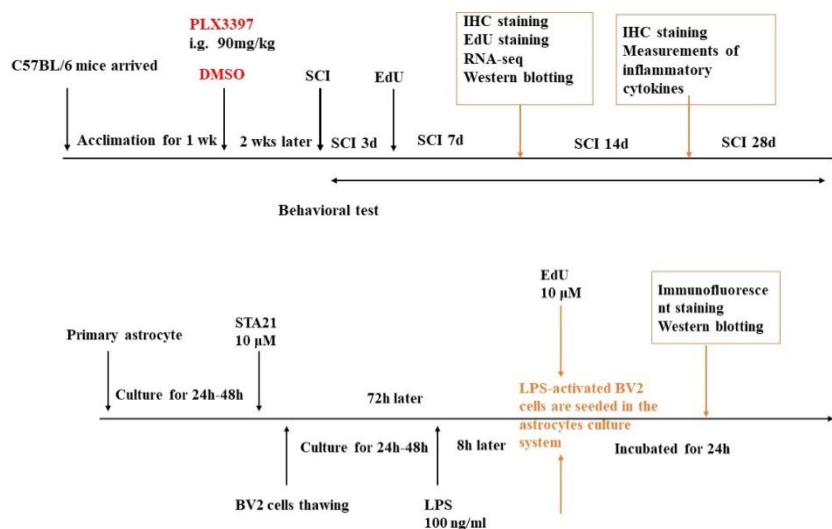 PLX3397
i.g. 90mg/kg
C57BL/6 mice arrived
DMSO
SCI
EdU
IHC staining
EdU staining
RNA-seq
Western blotting
IHC staining
Measurements of
inflammatory
cytokines
Acclimation for 1 wk
2 wks later
SCI 3d
SCI 7d
SCI 14d
SCI 28d
Behavioral test
Primary astrocyte
STA21
10 μM
EdU
10 μM
Immunofluoresce
nt staining
Western blotting
Culture for 24h-48h
72h later
LPS-activated BV2
cells are seeded in the
astrocytes culture
system
Culture for 24h-48h
8h later
Incubated for 24h
BV2 cells thawing
LPS
100 ng/ml